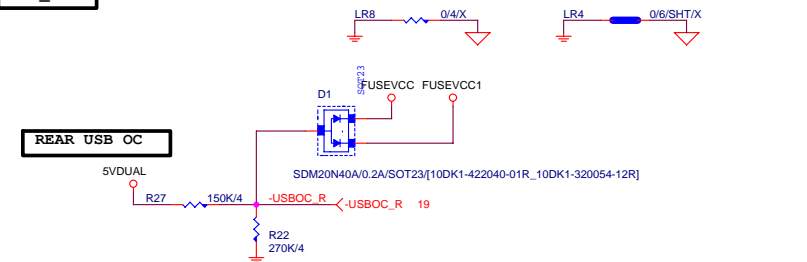 LR8 0/4/X LR4 0/6/SHT/X
SOT23
D1 FUSEVCC FUSEVCC1
REAR USB OC
5VDUAL
SDM20N40A/0.2A/SOT23/[10DK1-422040-01R_10DK1-320054-12R]
R27 150K/4 -USBOC_R -USBOC_R 19
R22
270K/4